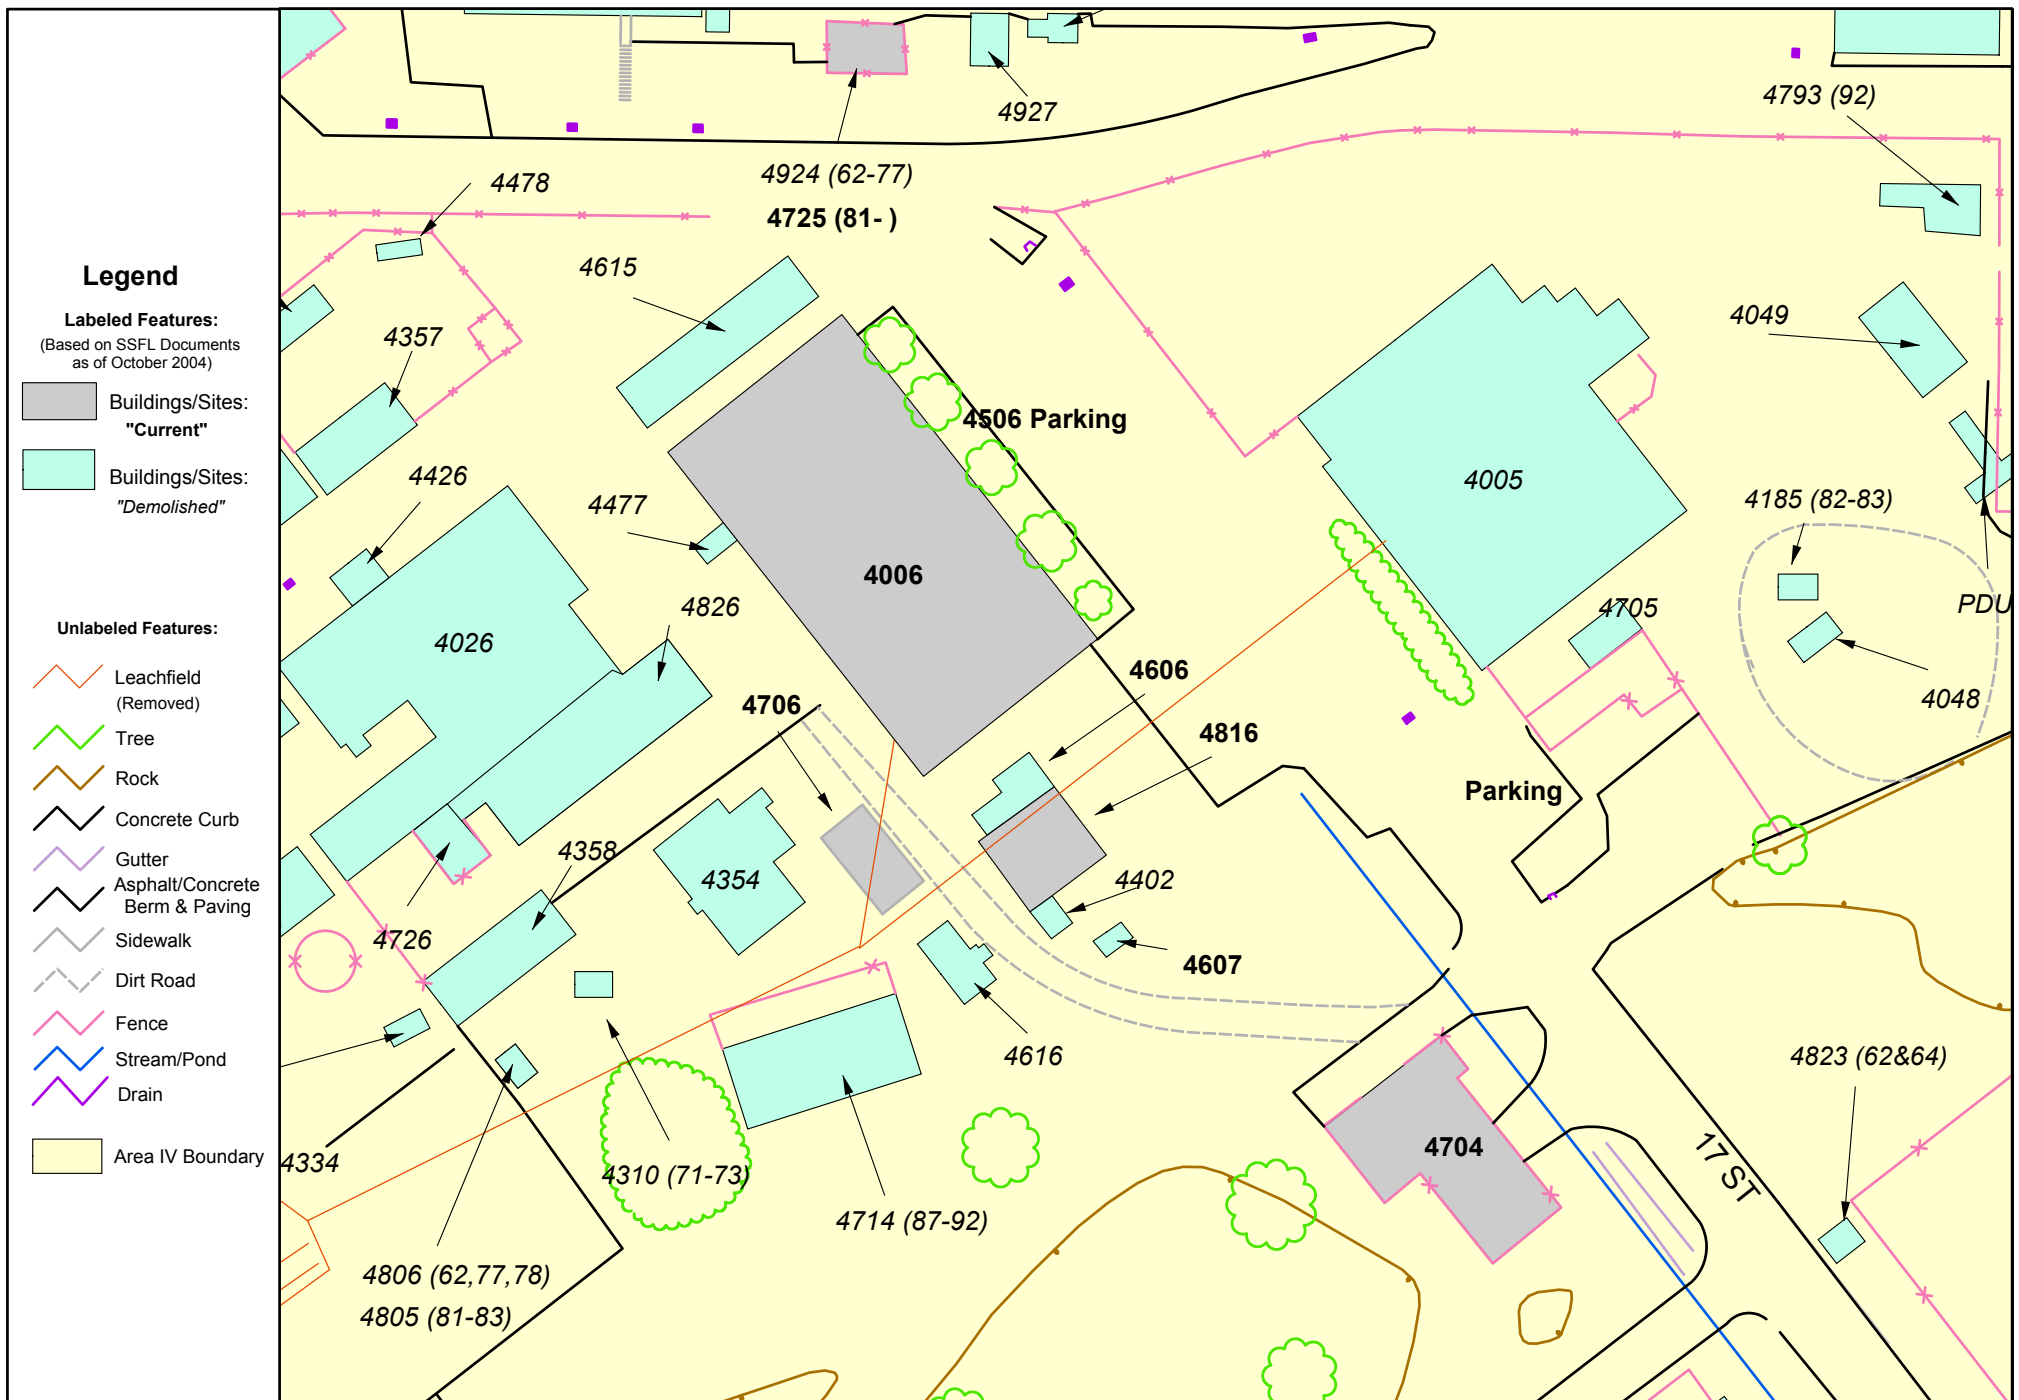 Legend
Labeled Features:
(Based on SSFL Documents
as of October 2004)
Buildings/Sites:
"Current"
Buildings/Sites:
"Demolished"
Unlabeled Features:
Leachfield
(Removed)
Tree
Rock
Concrete Curb
Gutter
Asphalt/Concrete
Berm & Paving
Sidewalk
Dirt Road
Fence
Stream/Pond
Drain
Area IV Boundary
4927
4793 (92)
4924 (62-77)
4478
4725 (81- )
4615
4049
4357
4506 Parking
4426
4005
4477
4185 (82-83)
4006
4826
4705
PDU
4026
4606
4048
4706
4816
Parking
4358
4354
4402
4726
4607
4616
4823 (62&64)
4704
4334
4310 (71-73)
17 ST
4714 (87-92)
4806 (62,77,78)
4805 (81-83)